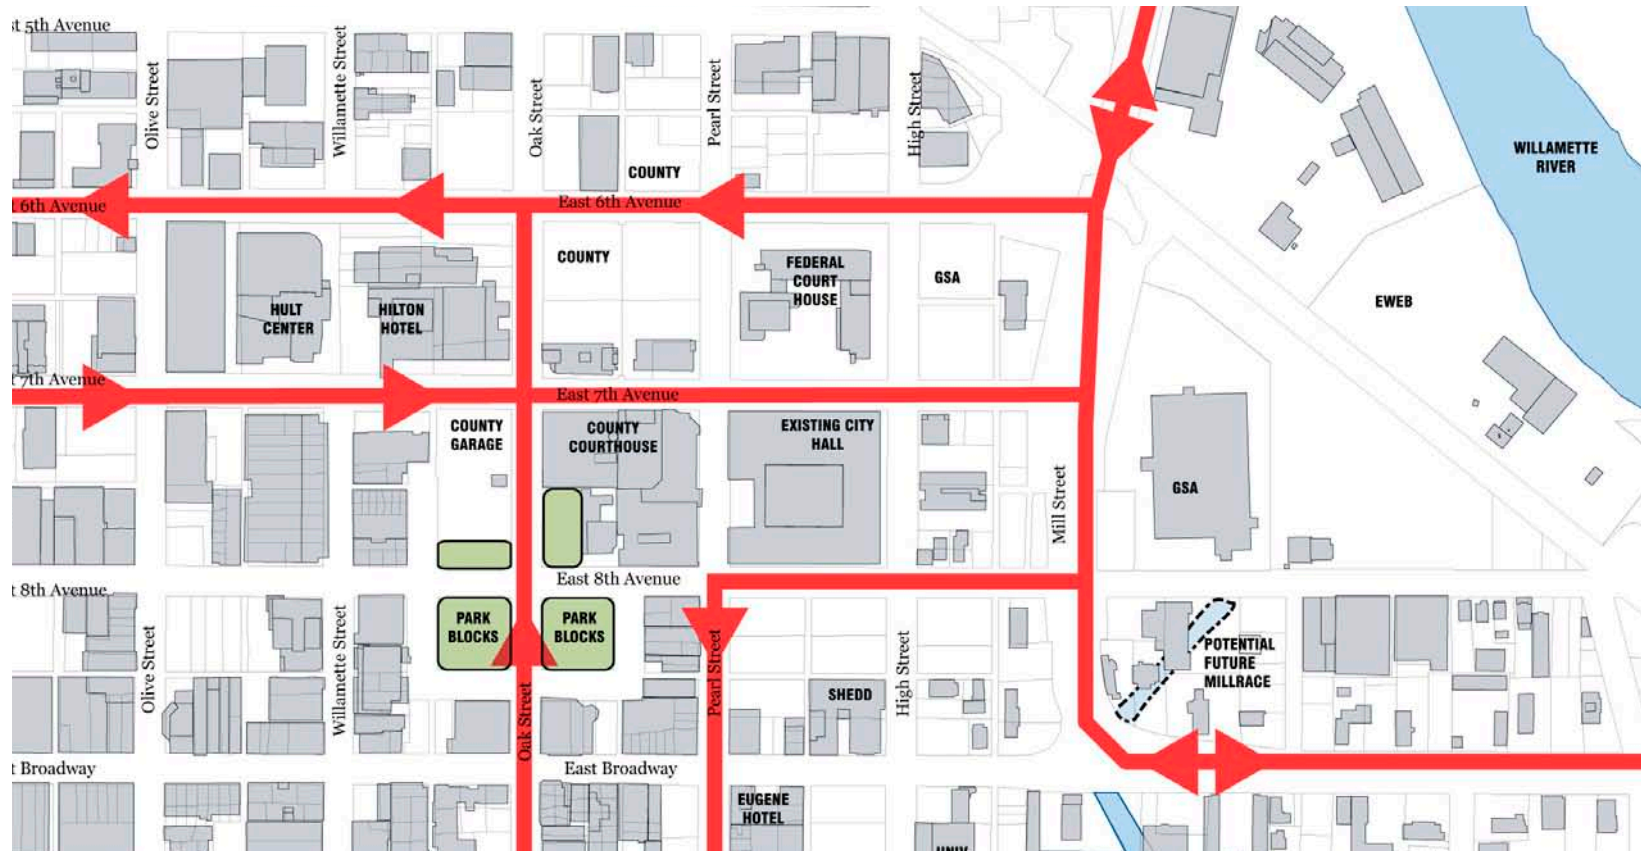 st 5th Avenue
Olive Street
Willamette Street
Oak Street
Pearl Street
High Street
COUNTY
WILLAMETTE
RIVER
t 6th Avenue
East 6th Avenue
COUNTY
FEDERAL
COURT
HOUSE
GSA
HULT
CENTER
HILTON
HOTEL
EWEB
t 7th Avenue
East 7th Avenue
COUNTY
GARAGE
COUNTY
COURTHOUSE
EXISTING CITY
HALL
GSA
Mill Street
t 8th Avenue
East 8th Avenue
PARK
BLOCKS
PARK
BLOCKS
Olive Street
Willamette Street
Oak Street
Pearl Street
High Street
POTENTIAL
FUTURE
MILLRACE
SHEDD
t Broadway
East Broadway
EUGENE
HOTEL
UNIV